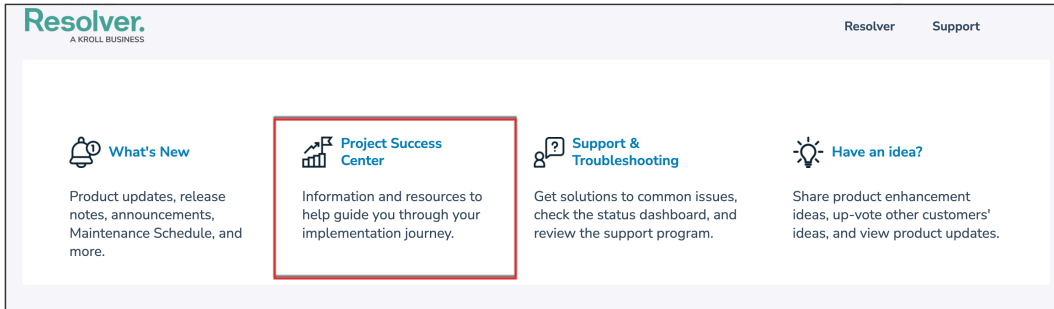 Resolver.
A KROLL BUSINESS
Resolver Support
1
What's New
Product updates, release
notes, announcements,
Maintenance Schedule, and
more.
Project Success
Center
Information and resources to
help guide you through your
implementation journey.
?
Support &
Troubleshooting
Get solutions to common issues,
check the status dashboard, and
review the support program.
Have an idea?
Share product enhancement
ideas, up-vote other customers'
ideas, and view product updates.